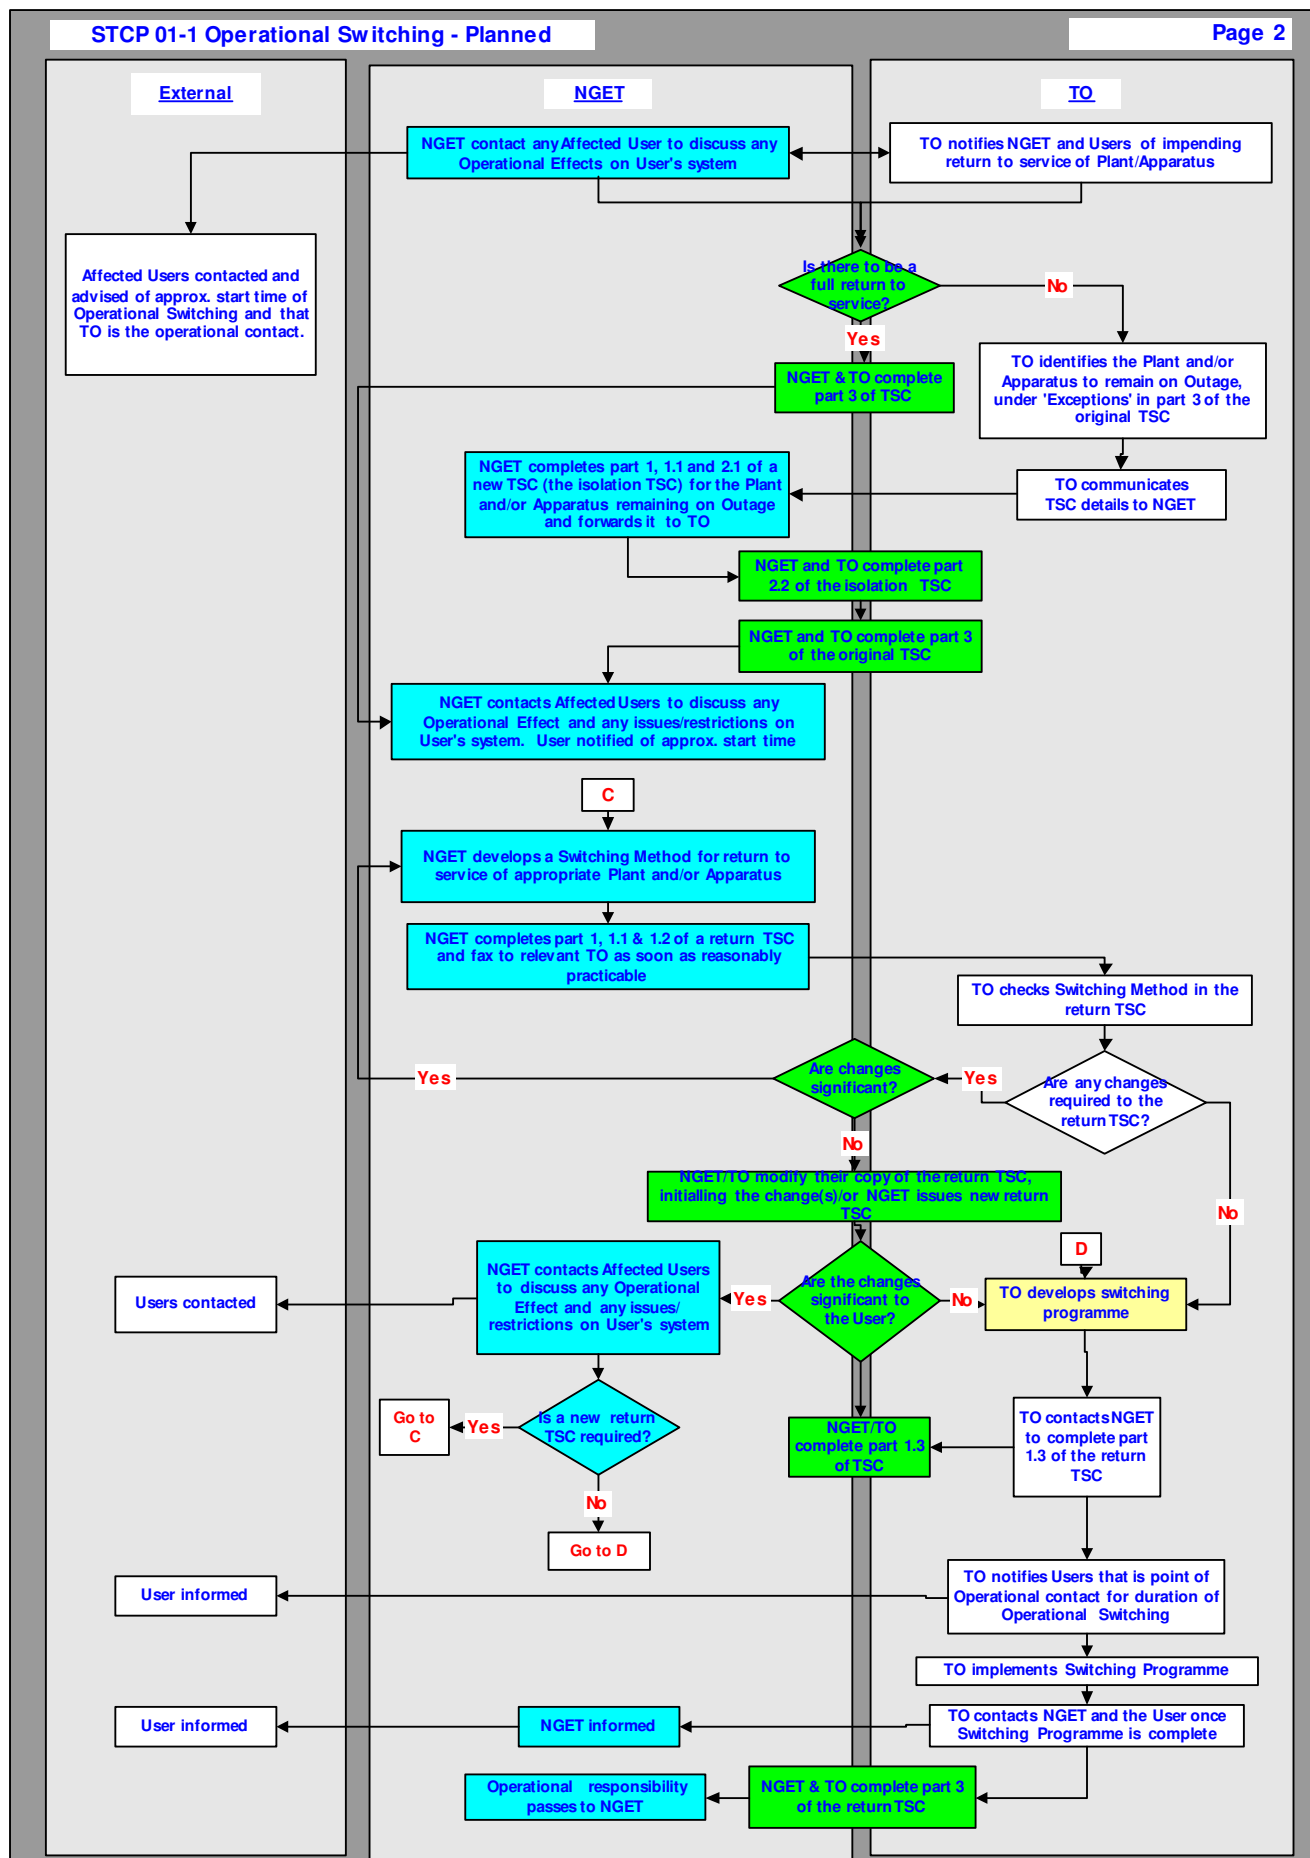 STCP 01-1 Operational Switching - Planned
Page 2
External
NGET
TO
NGET contact any Affected User to discuss any
Operational Effects on User's system
TO notifies NGET and Users of impending
return to service of Plant/Apparatus
Affected Users contacted and
advised of approx. start time of
Operational Switching and that
TO is the operational contact.
Is there to be a
full return to
service?
No
Yes
NGET & TO complete
part 3 of TSC
TO identifies the Plant and/or
Apparatus to remain on Outage,
under 'Exceptions' in part 3 of the
original TSC
NGET completes part 1, 1.1 and 2.1 of a
new TSC (the isolation TSC) for the Plant
and/or Apparatus remaining on Outage
and forwards it to TO
TO communicates
TSC details to NGET
NGET and TO complete part
2.2 of the isolation TSC
NGET and TO complete part 3
of the original TSC
NGET contacts Affected Users to discuss any
Operational Effect and any issues/restrictions on
User's system. User notified of approx. start time
C
NGET develops a Switching Method for return to
service of appropriate Plant and/or Apparatus
NGET completes part 1, 1.1 & 1.2 of a return TSC
and fax to relevant TO as soon as reasonably
practicable
TO checks Switching Method in the
return TSC
Are changes
significant?
Yes
Yes
Are any changes
required to the
return TSC?
No
NGET/TO modify their copy of the return TSC,
initialling the change(s)/or NGET issues new return
TSC
No
D
NGET contacts Affected Users
to discuss any Operational
Effect and any issues/
restrictions on User's system
Users contacted
Yes
Are the changes
significant to
the User?
No
TO develops switching
programme
Go to
C
Yes
Is a new return
TSC required?
NGET/TO
complete part 1.3
of TSC
TO contacts NGET
to complete part
1.3 of the return
TSC
No
Go to D
User informed
TO notifies Users that is point of
Operational contact for duration of
Operational Switching
TO implements Switching Programme
User informed
NGET informed
TO contacts NGET and the User once
Switching Programme is complete
Operational responsibility
passes to NGET
NGET & TO complete part 3
of the return TSC